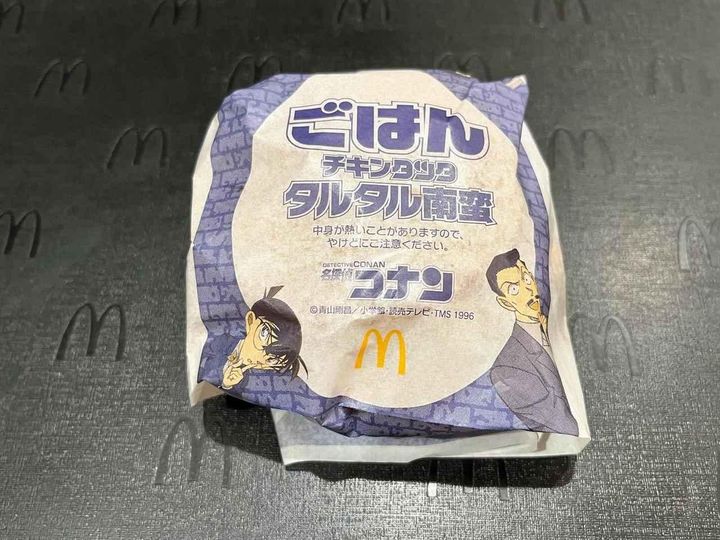 ごはん
チキンタツタ
タルタル南蛮
中身が熱いことがありますので、
やけどにご注意ください。
DETECTIVE CONAN
名探偵コナン
©青山剛昌／小学館・読売テレビ・TMS 1996